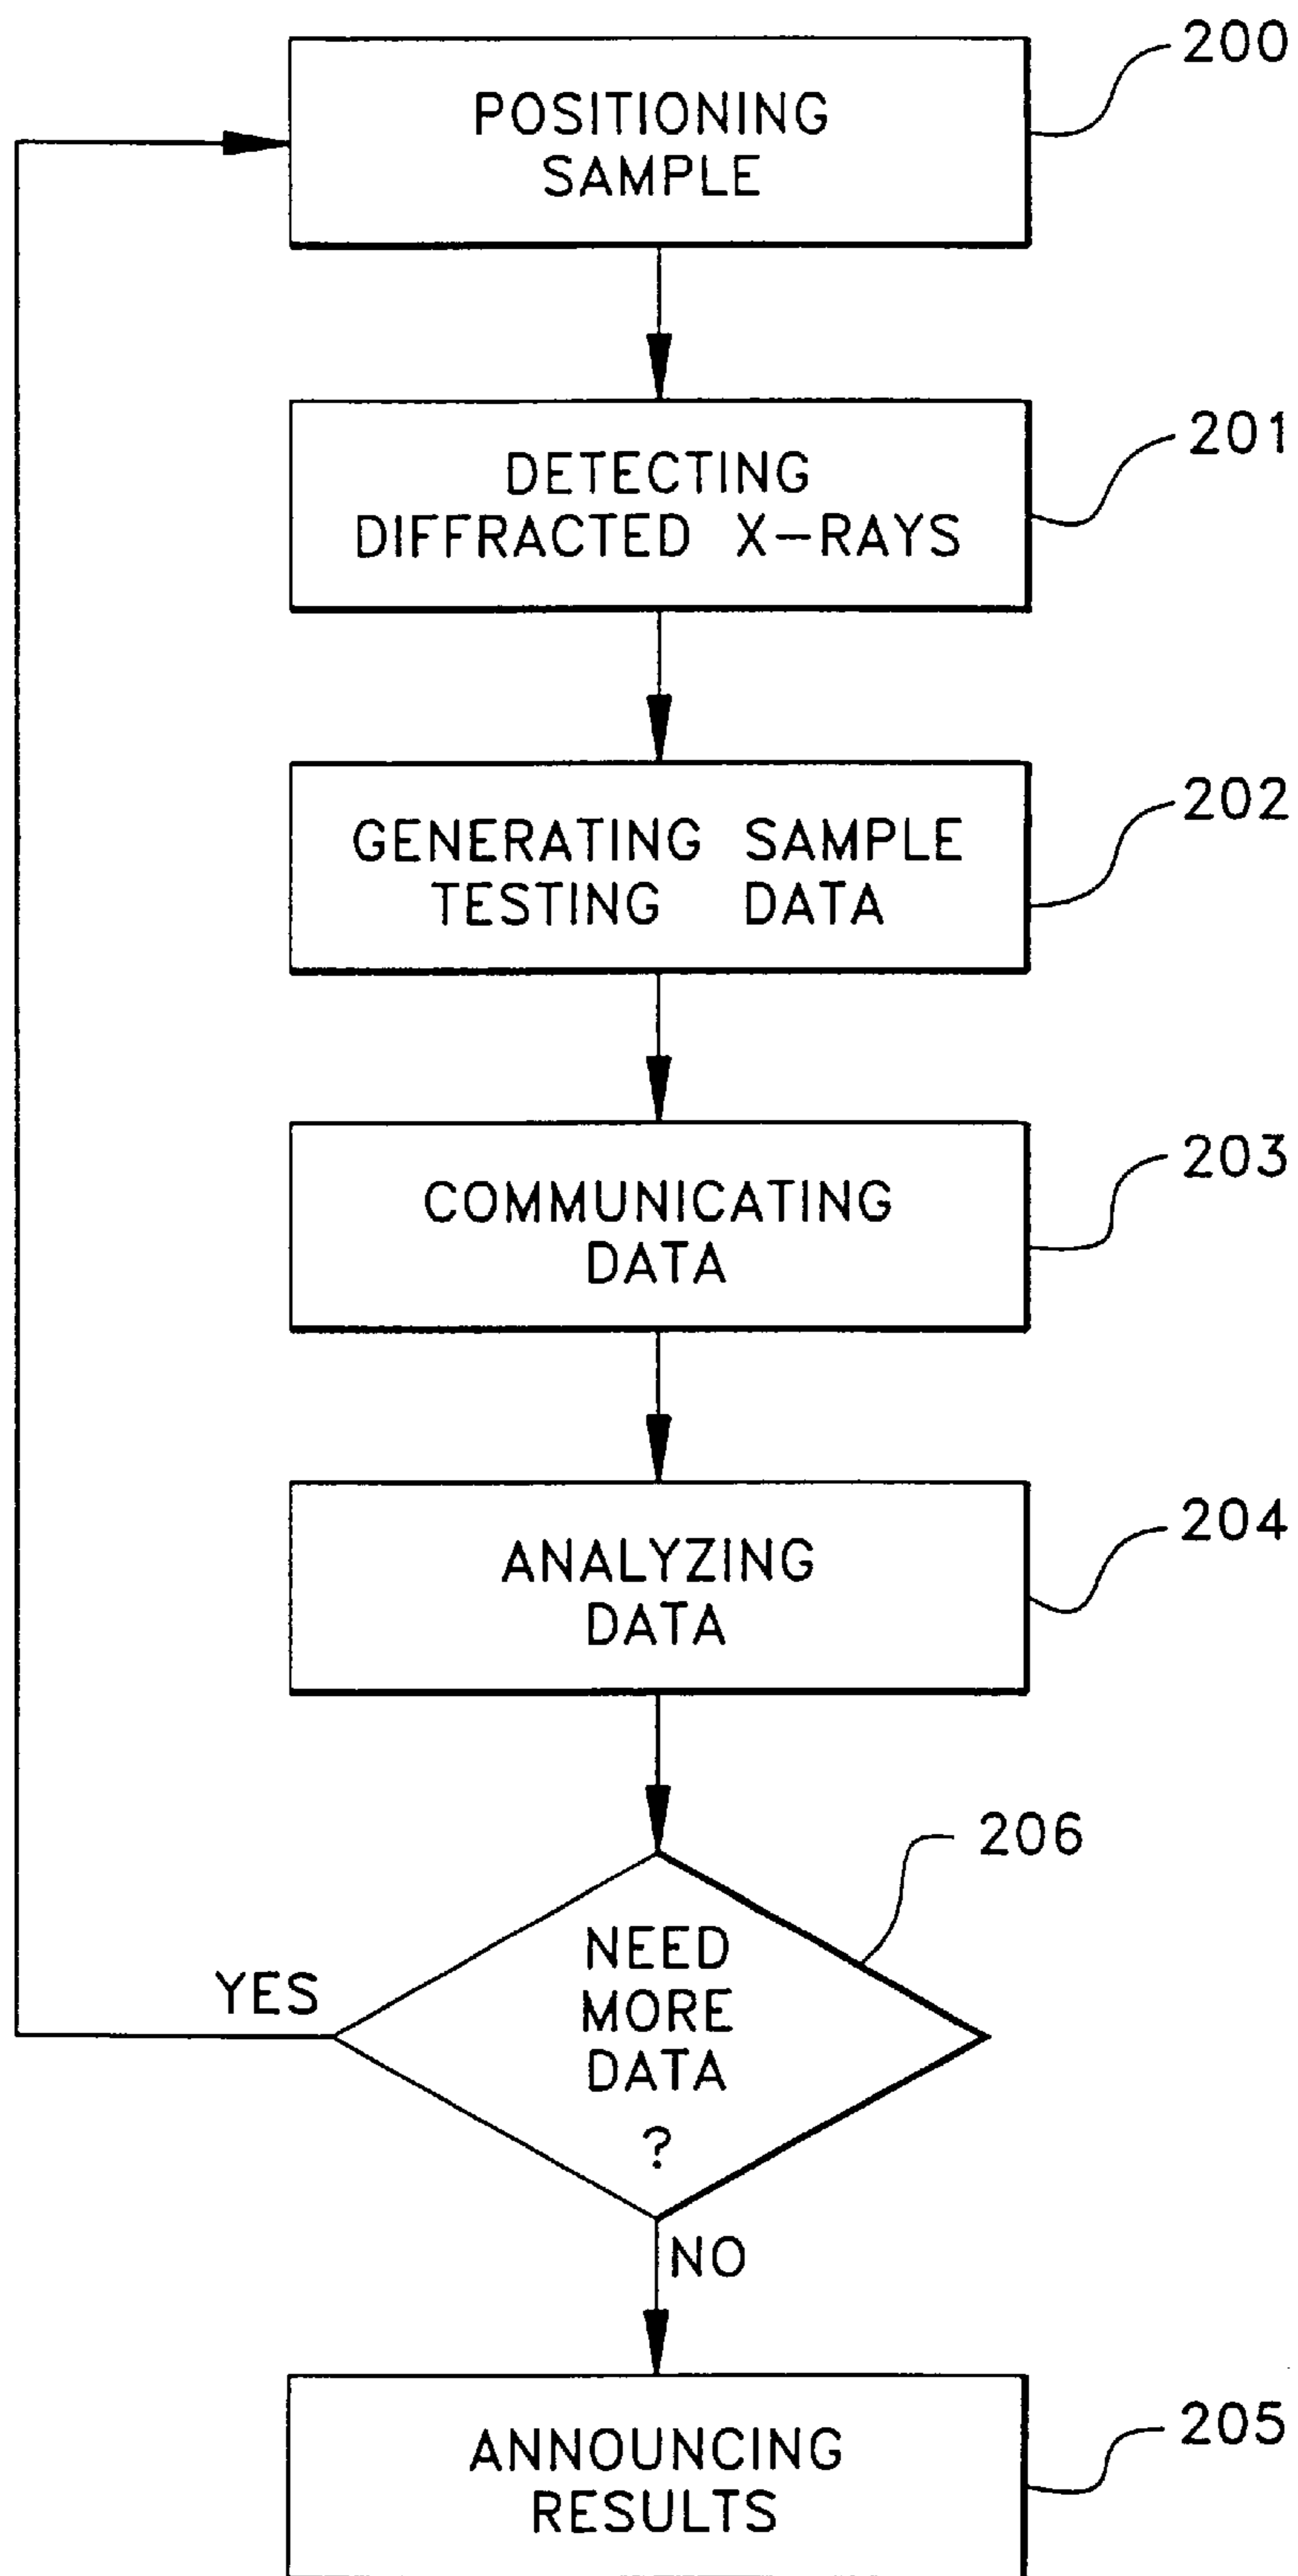 200
POSITIONING
SAMPLE
201
DETECTING
DIFFRACTED X-RAYS
202
GENERATING SAMPLE
TESTING DATA
203
COMMUNICATING
DATA
204
ANALYZING
DATA
206
NEED
MORE
DATA
?
YES
NO
205
ANNOUNCING
RESULTS